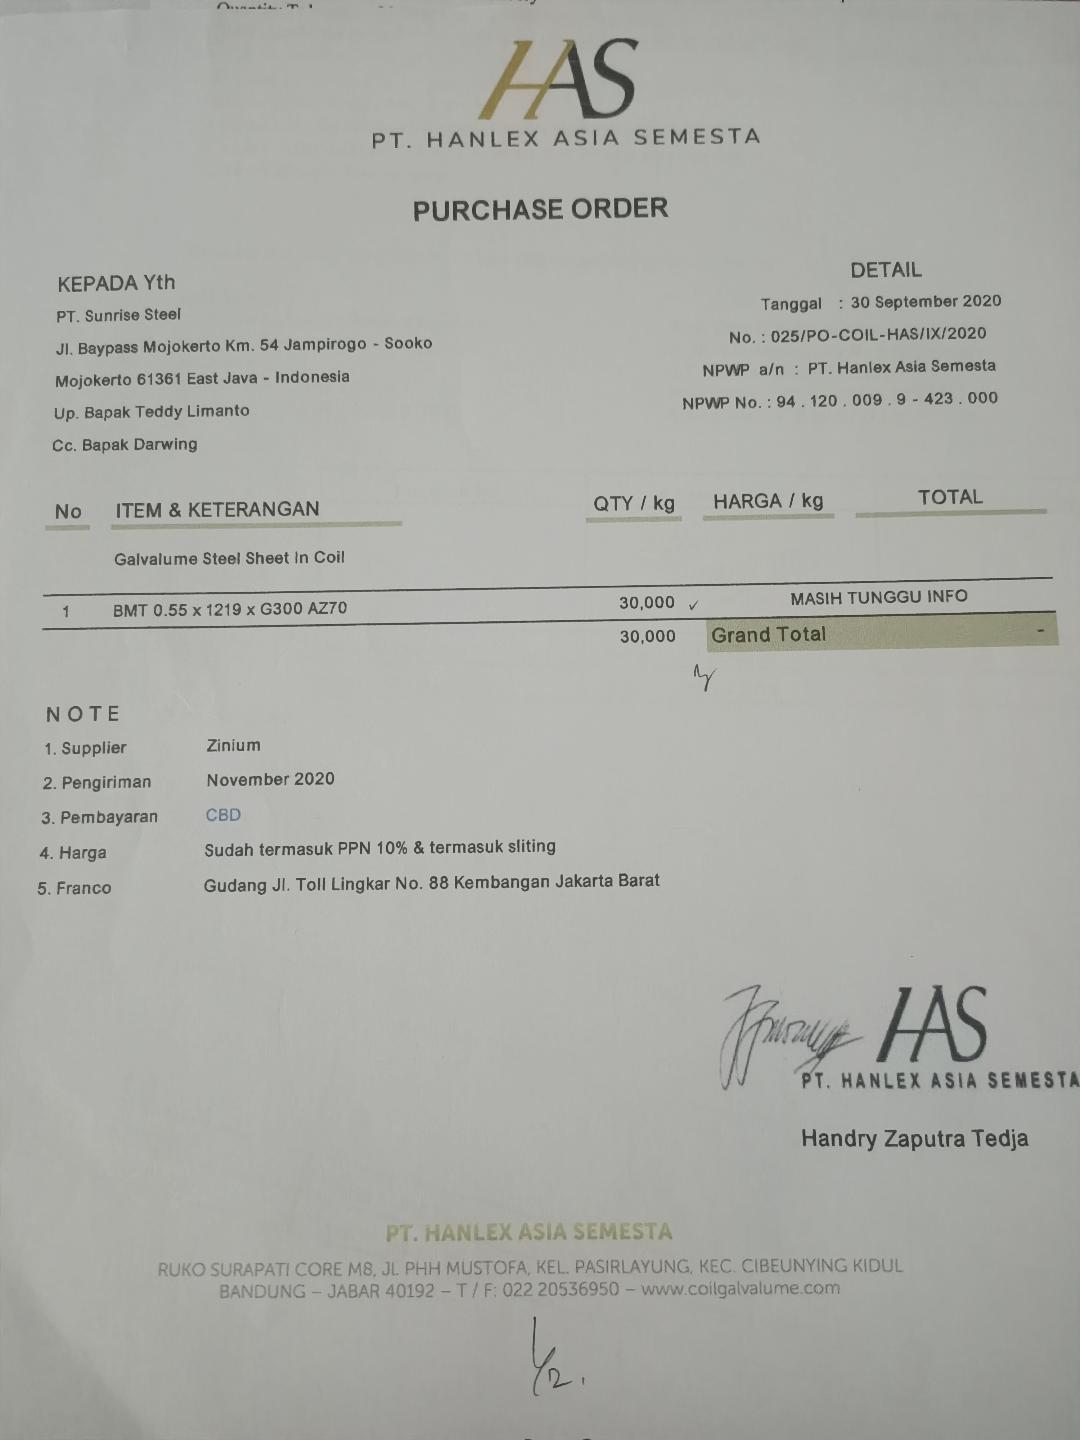 HAS
PT. HANLEX ASIA SEMESTA
PURCHASE ORDER
KEPADA Yth
PT. Sunrise Steel
Jl. Baypass Mojokerto Km. 54 Jampirogo - Sooko
Mojokerto 61361 East Java - Indonesia
Up. Bapak Teddy Limanto
Cc. Bapak Darwing
DETAIL
Tanggal : 30 September 2020
No. : 025/PO-COIL-HAS/IX/2020
NPWP a/n : PT. Hanlex Asia Semesta
NPWP No. : 94 . 120 . 009 . 9 - 423 . 000
No ITEM & KETERANGAN QTY / kg HARGA / kg TOTAL
Galvalume Steel Sheet In Coil
1 BMT 0.55 x 1219 x G300 AZ70 30,000 ✓ MASIH TUNGGU INFO
30,000 Grand Total -
NOTE
1. Supplier Zinium
2. Pengiriman November 2020
3. Pembayaran CBD
4. Harga Sudah termasuk PPN 10% & termasuk sliting
5. Franco Gudang Jl. Toll Lingkar No. 88 Kembangan Jakarta Barat
HAS
PT. HANLEX ASIA SEMESTA
Handry Zaputra Tedja
PT. HANLEX ASIA SEMESTA
RUKO SURAPATI CORE M8, JL PHH MUSTOFA, KEL. PASIRLAYUNG, KEC. CIBEUNYING KIDUL
BANDUNG – JABAR 40192 – T / F: 022 20536950 – www.coilgalvalume.com
1/2.